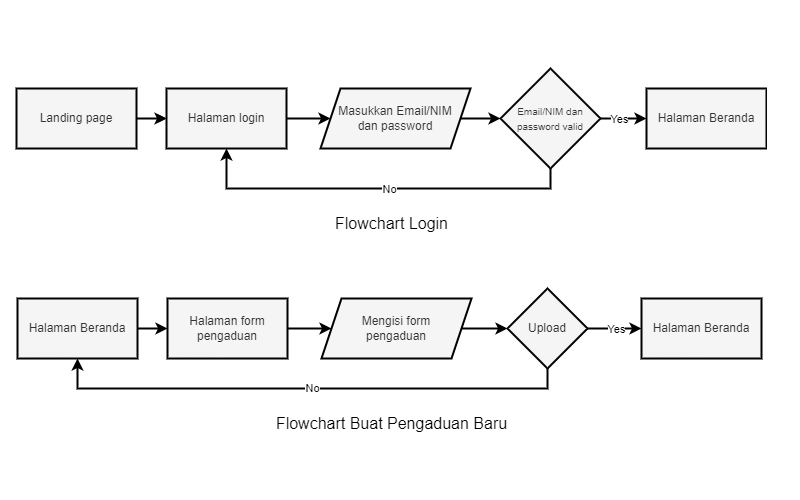 Landing page
Halaman login
Masukkan Email/NIM
dan password
Email/NIM dan
password valid
Yes
Halaman Beranda
No
Flowchart Login
Halaman Beranda
Halaman form
pengaduan
Mengisi form
pengaduan
Upload
Yes
Halaman Beranda
No
Flowchart Buat Pengaduan Baru